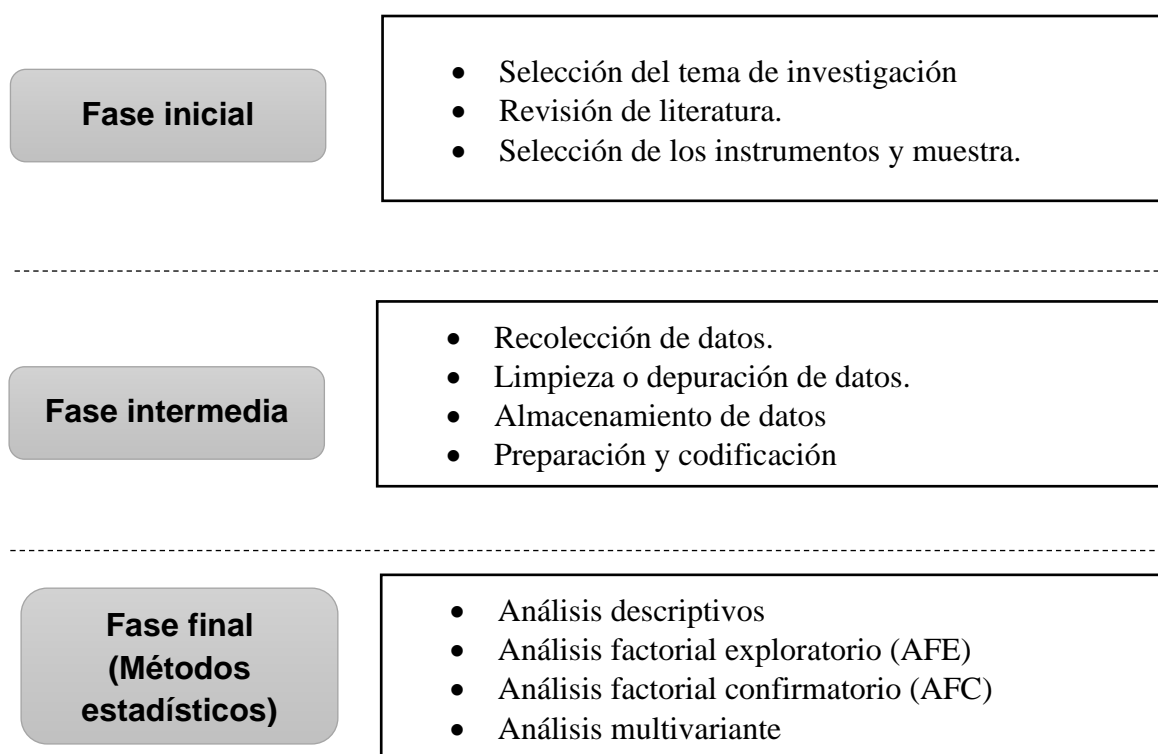 Fase inicial
• Selección del tema de investigación
• Revisión de literatura.
• Selección de los instrumentos y muestra.
Fase intermedia
• Recolección de datos.
• Limpieza o depuración de datos.
• Almacenamiento de datos
• Preparación y codificación
Fase final
(Métodos
estadísticos)
• Análisis descriptivos
• Análisis factorial exploratorio (AFE)
• Análisis factorial confirmatorio (AFC)
• Análisis multivariante